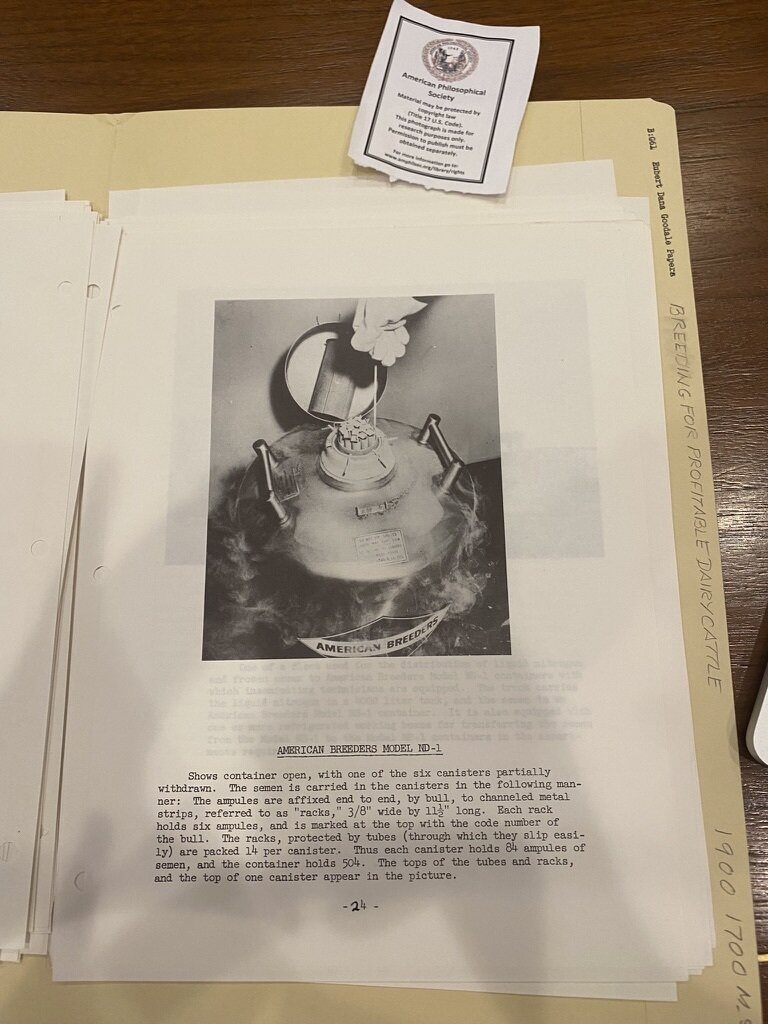 American Philosophical
Society
Material may be protected by
copyright law
(Title 17 U.S. Code).
This photograph is made for
research purposes only.
Permission to publish must be
obtained separately.
For more information go to:
www.amphilsoc.org/library/rights
B:G61 Hubert Dana Goodale Papers
BREEDING FOR PROFITABLE DAIRY CATTLE
1900 1700 M.S
AMERICAN BREEDERS
AMERICAN BREEDERS MODEL ND-1
Shows container open, with one of the six canisters partially
withdrawn. The semen is carried in the canisters in the following man-
ner: The ampules are affixed end to end, by bull, to channeled metal
strips, referred to as "racks," 3/8" wide by 11½" long. Each rack
holds six ampules, and is marked at the top with the code number of
the bull. The racks, protected by tubes (through which they slip easi-
ly) are packed 14 per canister. Thus each canister holds 84 ampules of
semen, and the container holds 504. The tops of the tubes and racks,
and the top of one canister appear in the picture.
-24 -